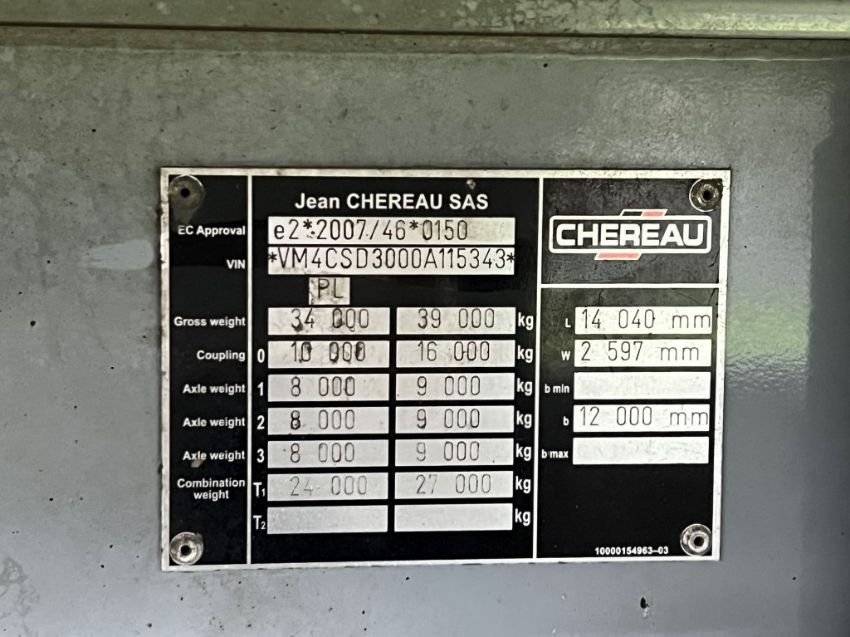 Jean CHEREAU SAS
EC Approval e2*2007/46*0150
VIN *VM4CSD3000A115343*
PL
Gross weight 34 000 39 000 kg
Coupling 0 10 000 16 000 kg
Axle weight 1 8 000 9 000 kg
Axle weight 2 8 000 9 000 kg
Axle weight 3 8 000 9 000 kg
Combination weight T1 24 000 27 000 kg
T2 kg
CHEREAU
L 14 040 mm
W 2 597 mm
b min
b 12 000 mm
b max
10000154963-03